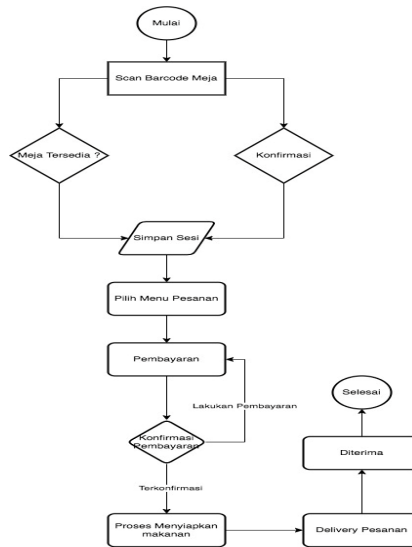 Mulai
Scan Barcode Meja
Meja Tersedia ?
Konfirmasi
Simpan Sesi
Pilih Menu Pesanan
Pembayaran
Lakukan Pembayaran
Konfirmasi
Pembayaran
Terkonfirmasi
Proses Menyiapkan
makanan
Delivery Pesanan
Diterima
Selesai